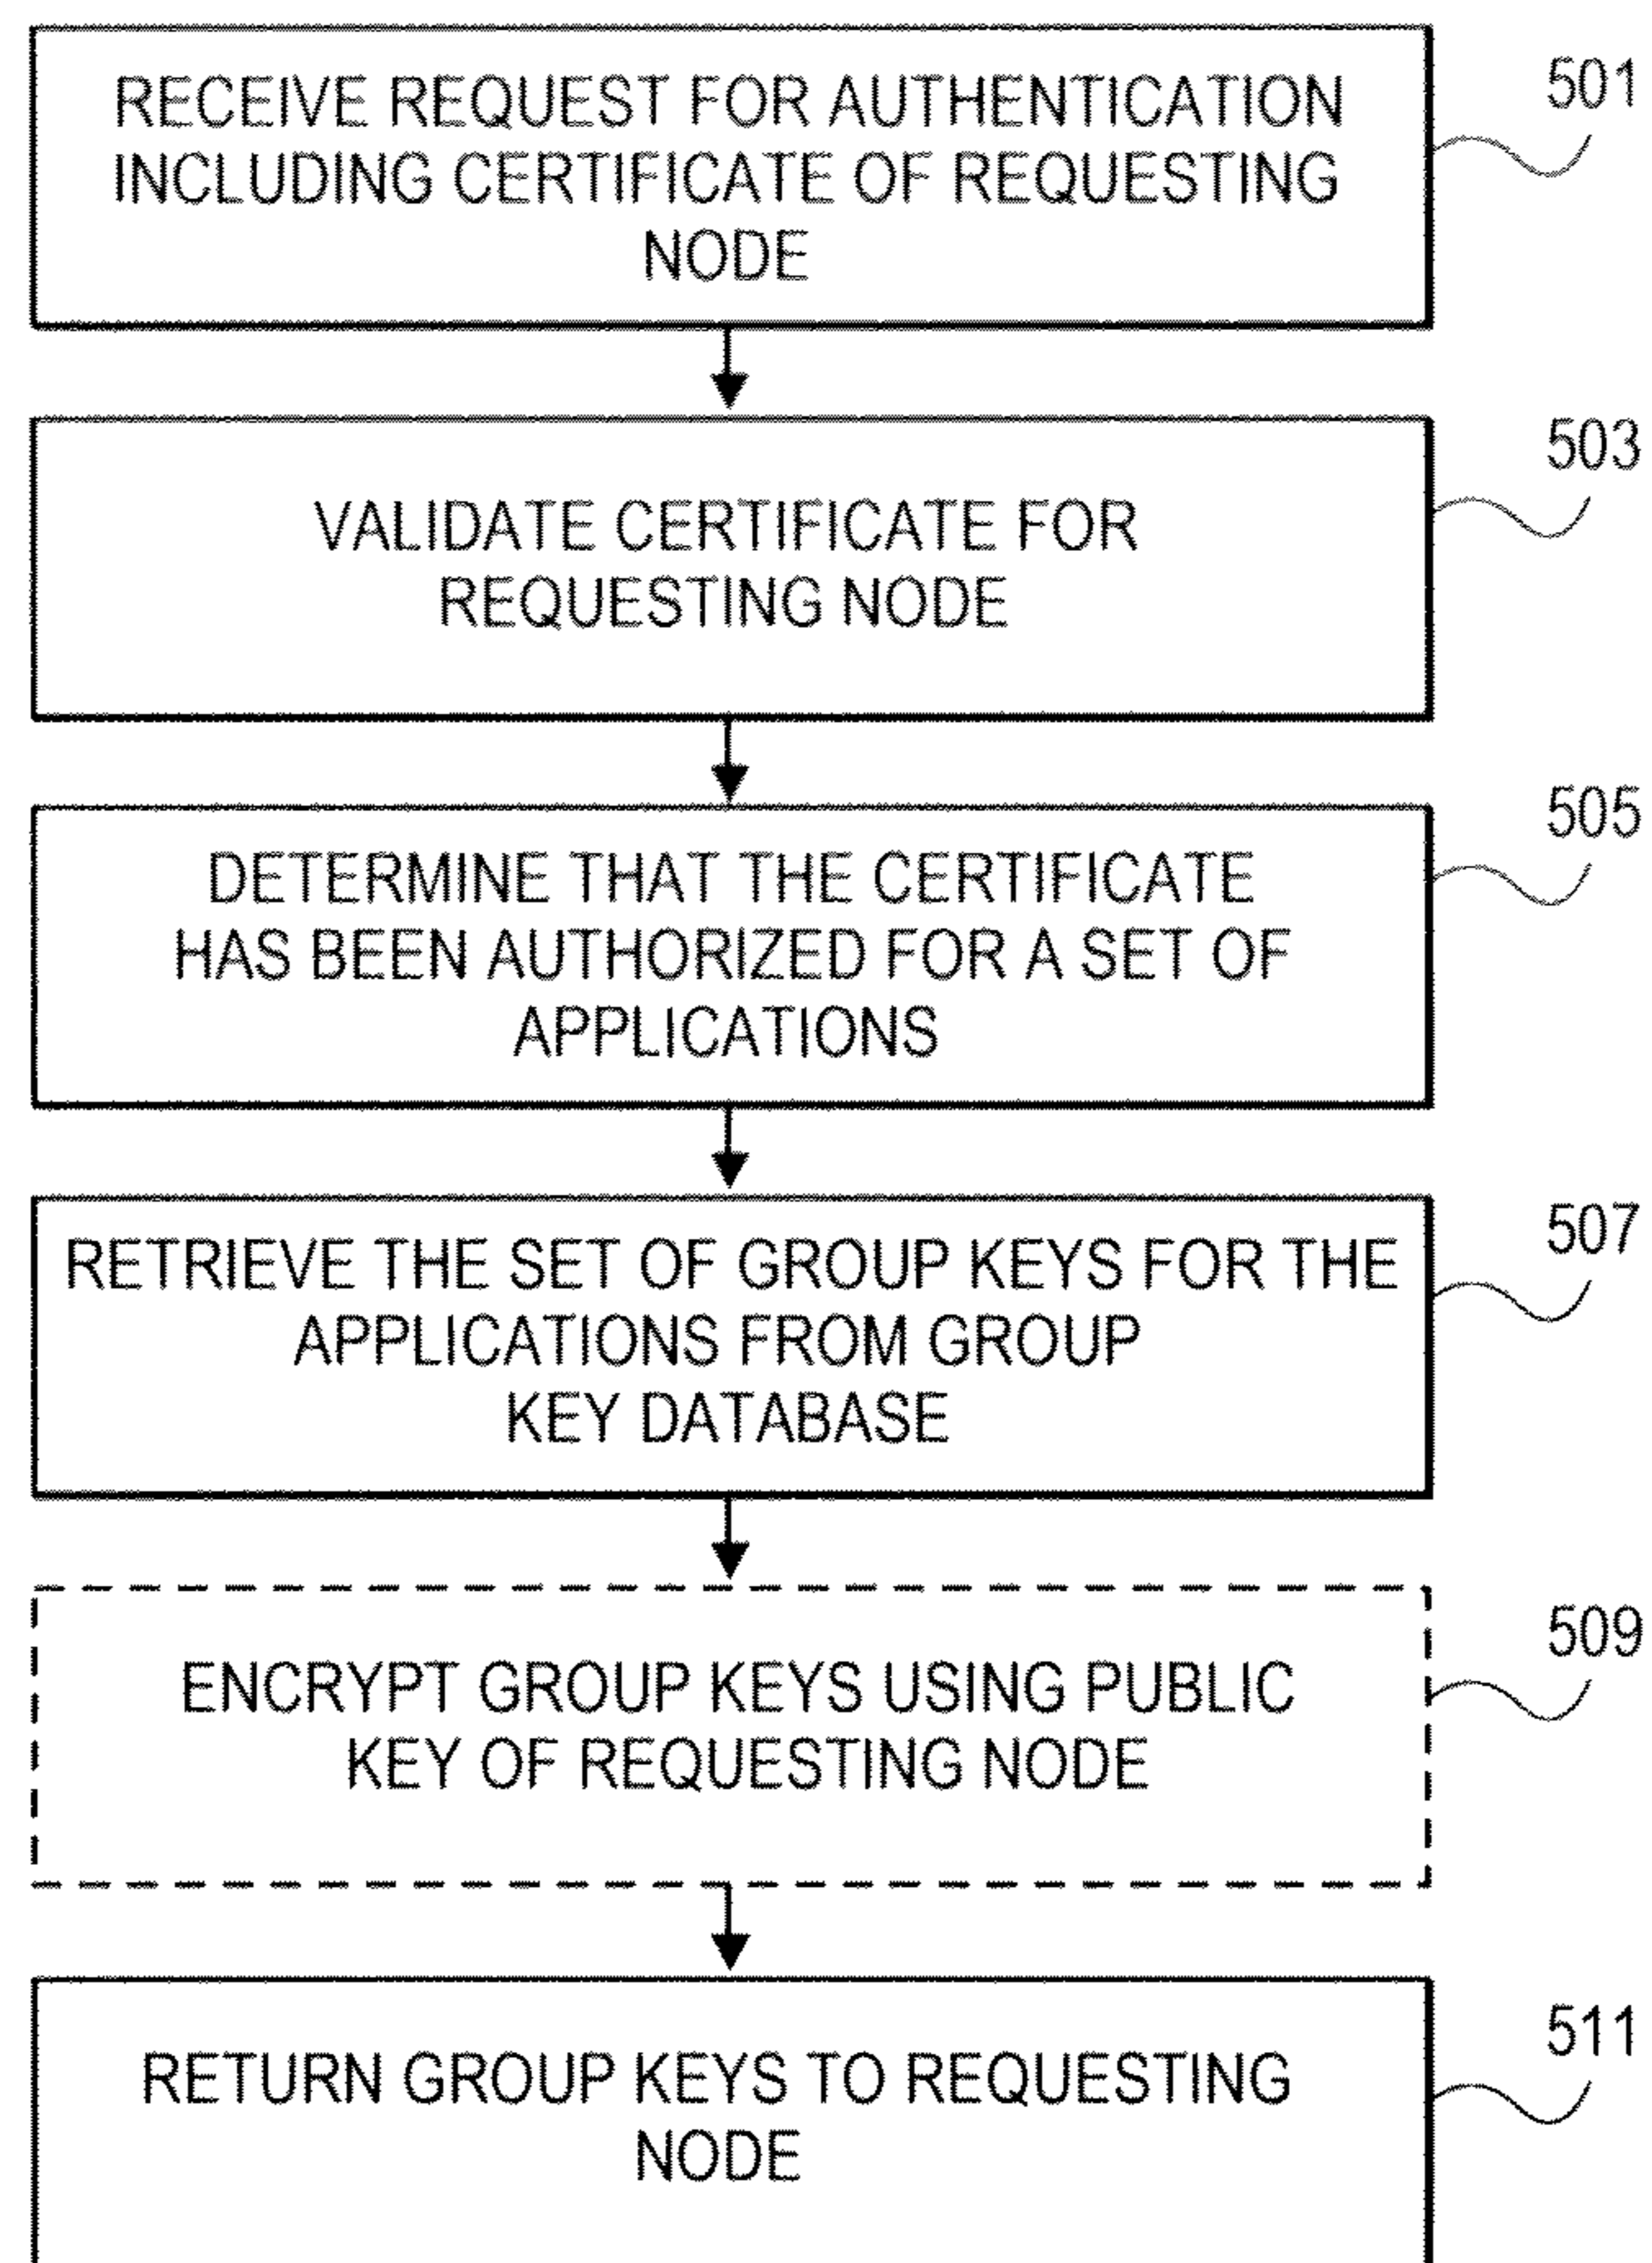 RECEIVE REQUEST FOR AUTHENTICATION
INCLUDING CERTIFICATE OF REQUESTING
NODE
501
VALIDATE CERTIFICATE FOR
REQUESTING NODE
503
DETERMINE THAT THE CERTIFICATE
HAS BEEN AUTHORIZED FOR A SET OF
APPLICATIONS
505
RETRIEVE THE SET OF GROUP KEYS FOR THE
APPLICATIONS FROM GROUP
KEY DATABASE
507
ENCRYPT GROUP KEYS USING PUBLIC
KEY OF REQUESTING NODE
509
RETURN GROUP KEYS TO REQUESTING
NODE
511